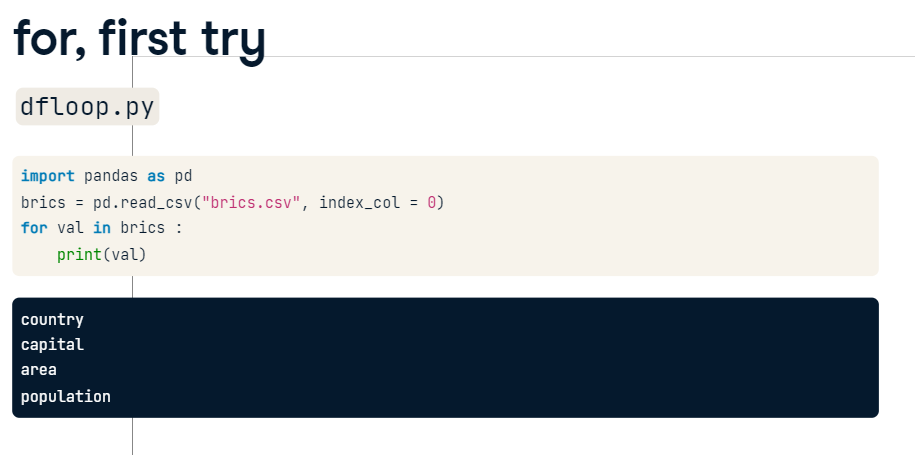 for, first try
dfloop.py
import pandas as pd
brics = pd.read_csv("brics.csv", index_col = 0)
for val in brics :
    print(val)
country
capital
area
population